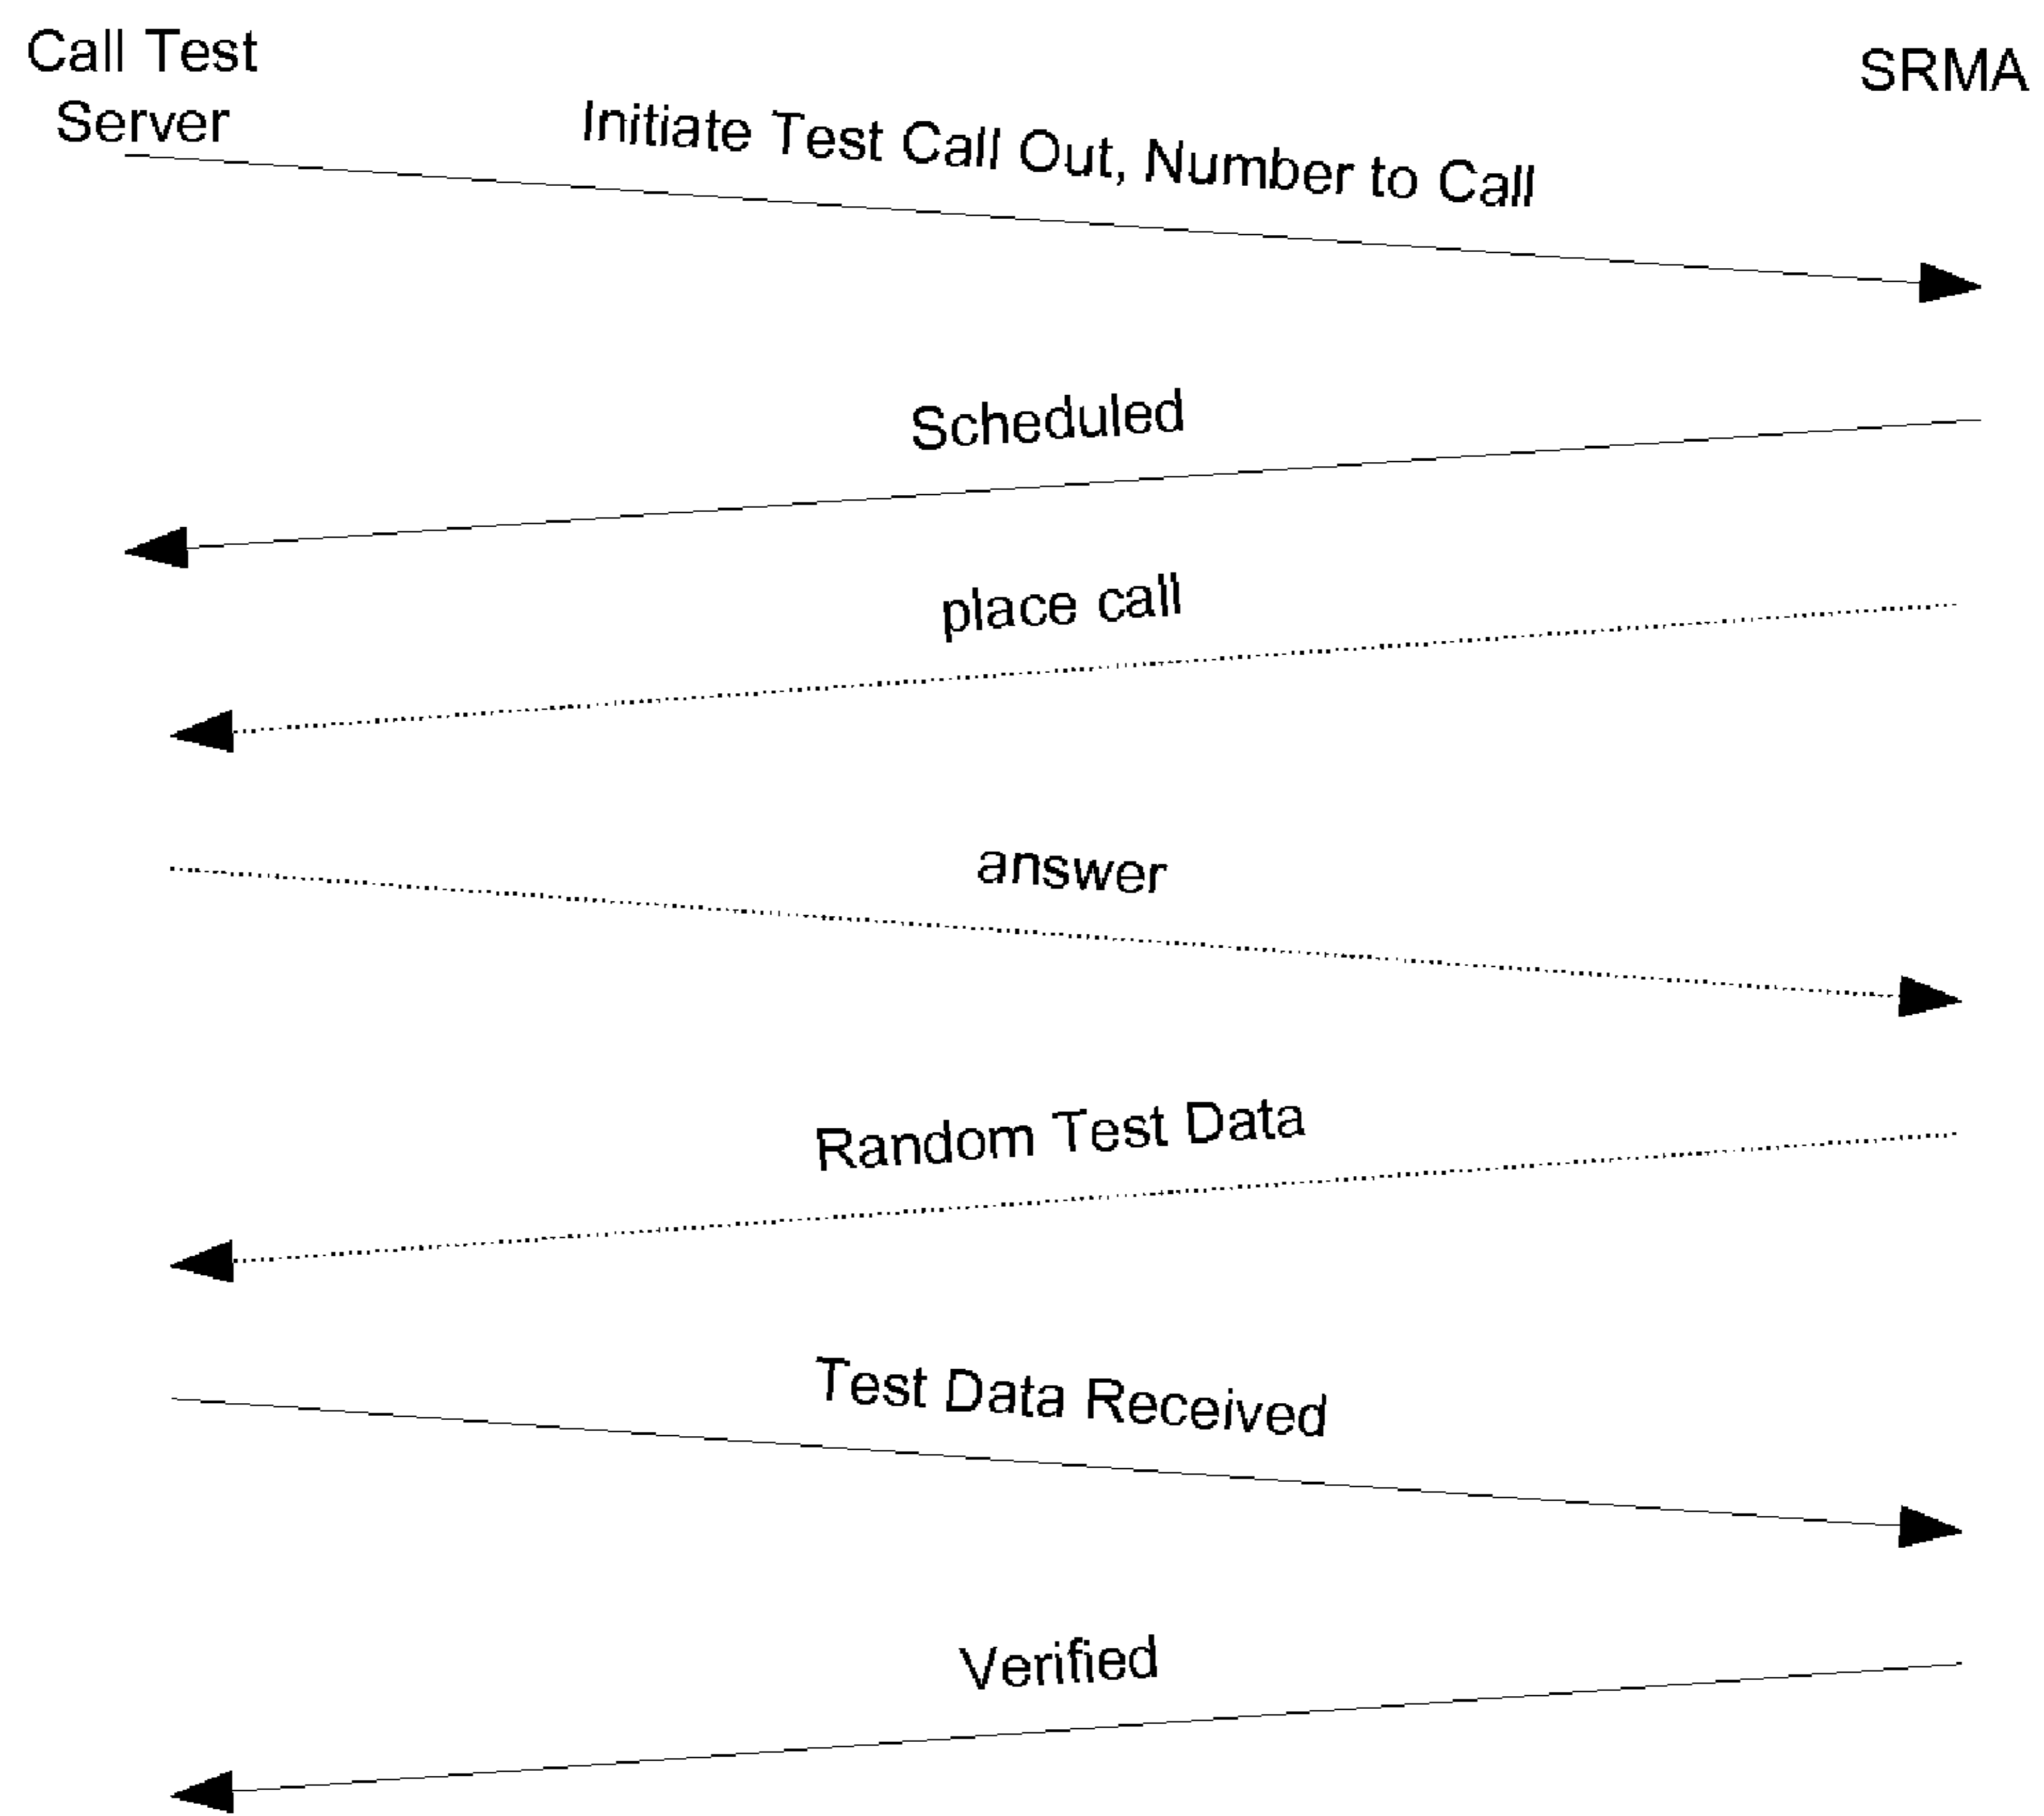 Call Test
Server
SRMA
Initiate Test Call Out, Number to Call
Scheduled
place call
answer
Random Test Data
Test Data Received
Verified